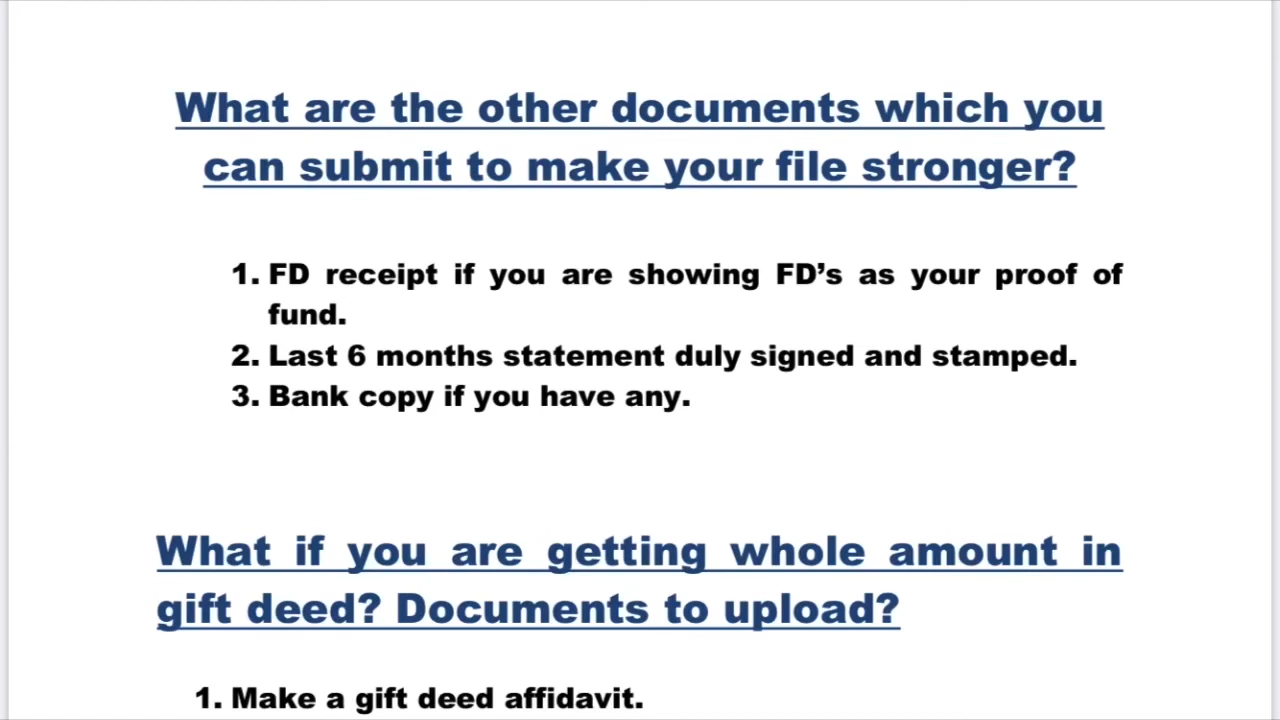 What are the other documents which you
can submit to make your file stronger?
1. FD receipt if you are showing FD’s as your proof of
fund.
2. Last 6 months statement duly signed and stamped.
3. Bank copy if you have any.
What if you are getting whole amount in
gift deed? Documents to upload?
1. Make a gift deed affidavit.